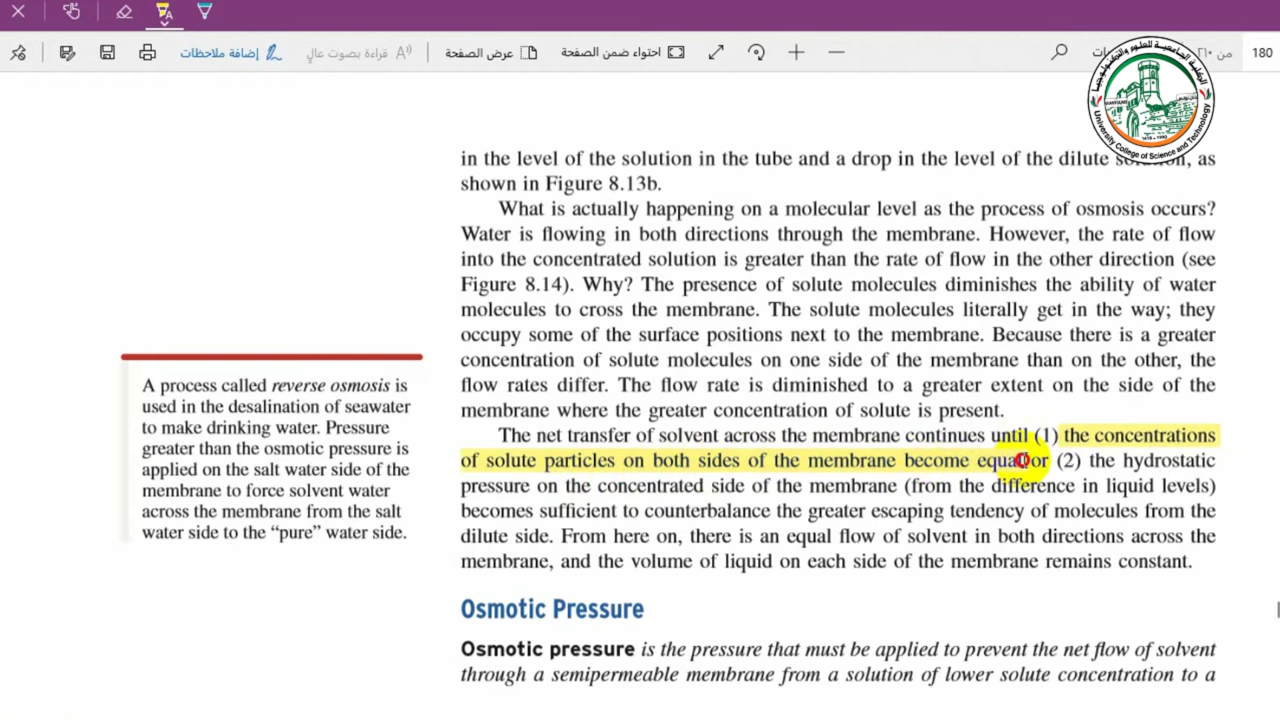 إضافة ملاحظات
قراءة بصوت عالٍ
عرض الصفحة
احتواء ضمن الصفحة
من ٢٦٠
180
الكلية الجامعية للعلوم والتكنولوجيا
University College of Science and Technology
in the level of the solution in the tube and a drop in the level of the dilute solution, as
shown in Figure 8.13b.
What is actually happening on a molecular level as the process of osmosis occurs?
Water is flowing in both directions through the membrane. However, the rate of flow
into the concentrated solution is greater than the rate of flow in the other direction (see
Figure 8.14). Why? The presence of solute molecules diminishes the ability of water
molecules to cross the membrane. The solute molecules literally get in the way; they
occupy some of the surface positions next to the membrane. Because there is a greater
concentration of solute molecules on one side of the membrane than on the other, the
flow rates differ. The flow rate is diminished to a greater extent on the side of the
membrane where the greater concentration of solute is present.
The net transfer of solvent across the membrane continues until (1) the concentrations
of solute particles on both sides of the membrane become equal or (2) the hydrostatic
pressure on the concentrated side of the membrane (from the difference in liquid levels)
becomes sufficient to counterbalance the greater escaping tendency of molecules from the
dilute side. From here on, there is an equal flow of solvent in both directions across the
membrane, and the volume of liquid on each side of the membrane remains constant.
A process called reverse osmosis is
used in the desalination of seawater
to make drinking water. Pressure
greater than the osmotic pressure is
applied on the salt water side of the
membrane to force solvent water
across the membrane from the salt
water side to the “pure” water side.
Osmotic Pressure
Osmotic pressure is the pressure that must be applied to prevent the net flow of solvent
through a semipermeable membrane from a solution of lower solute concentration to a